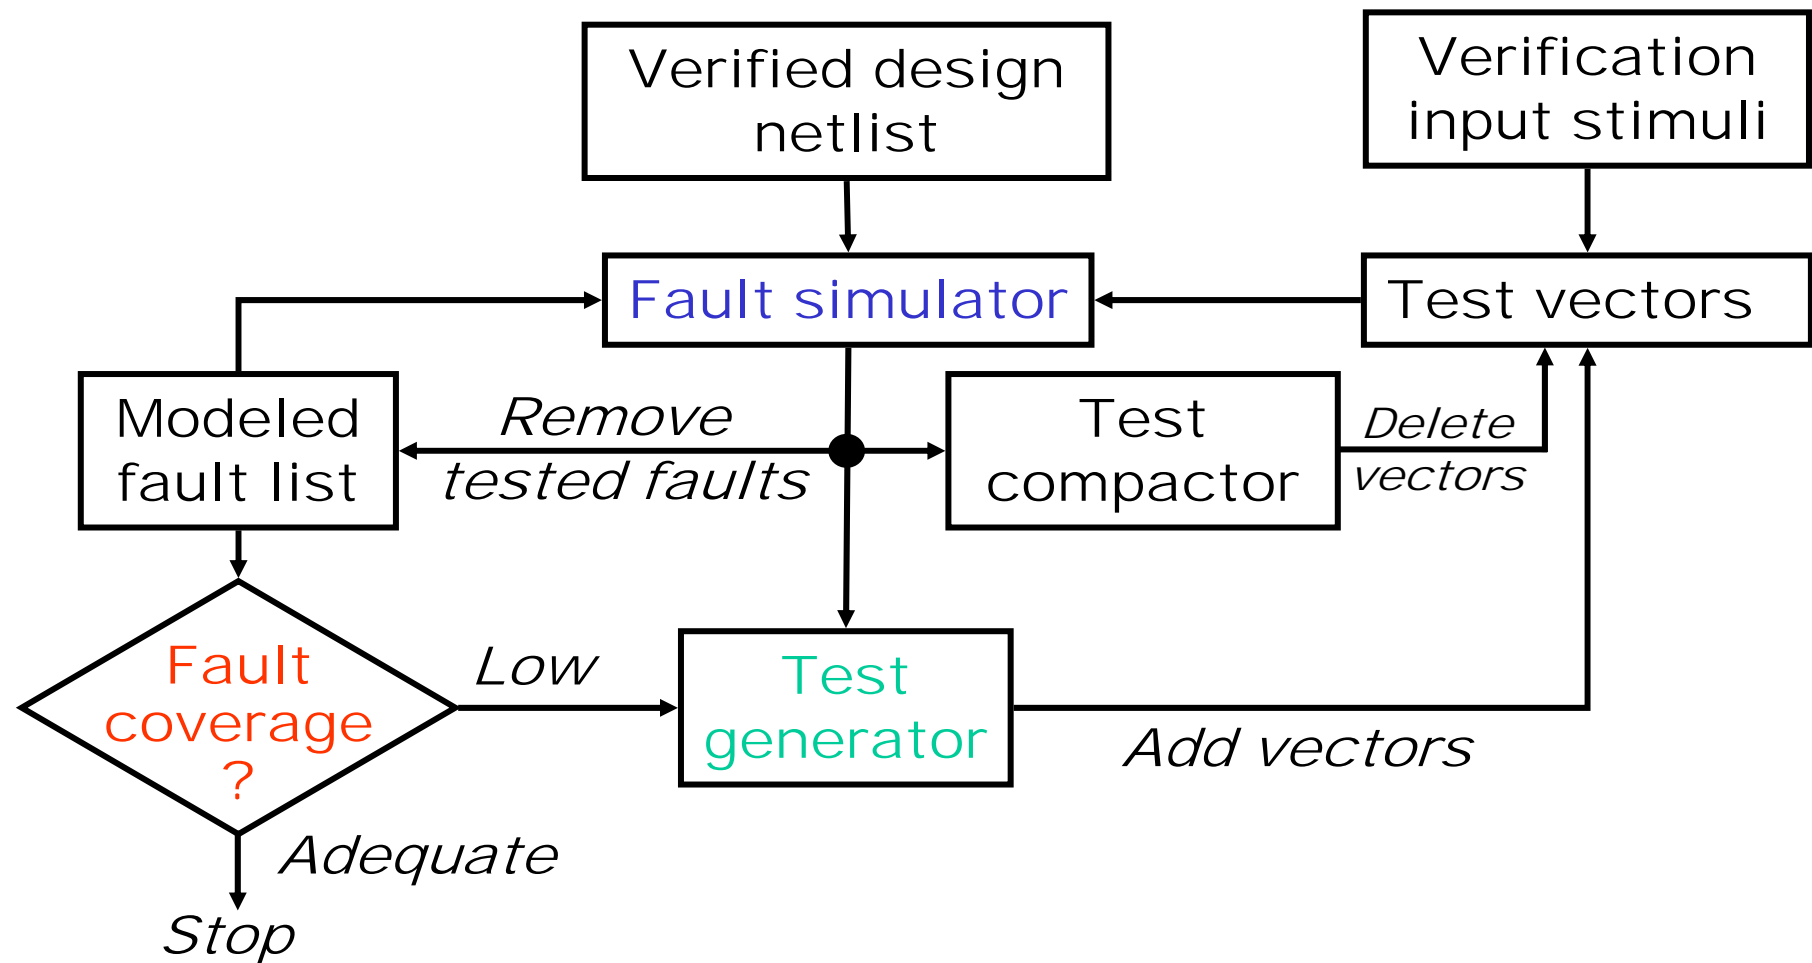 Verified design
netlist
Verification
input stimuli
Fault simulator
Test vectors
Modeled
fault list
Remove
tested faults
Test
compactor
Delete
vectors
Fault
coverage
?
Low
Test
generator
Add vectors
Adequate
Stop